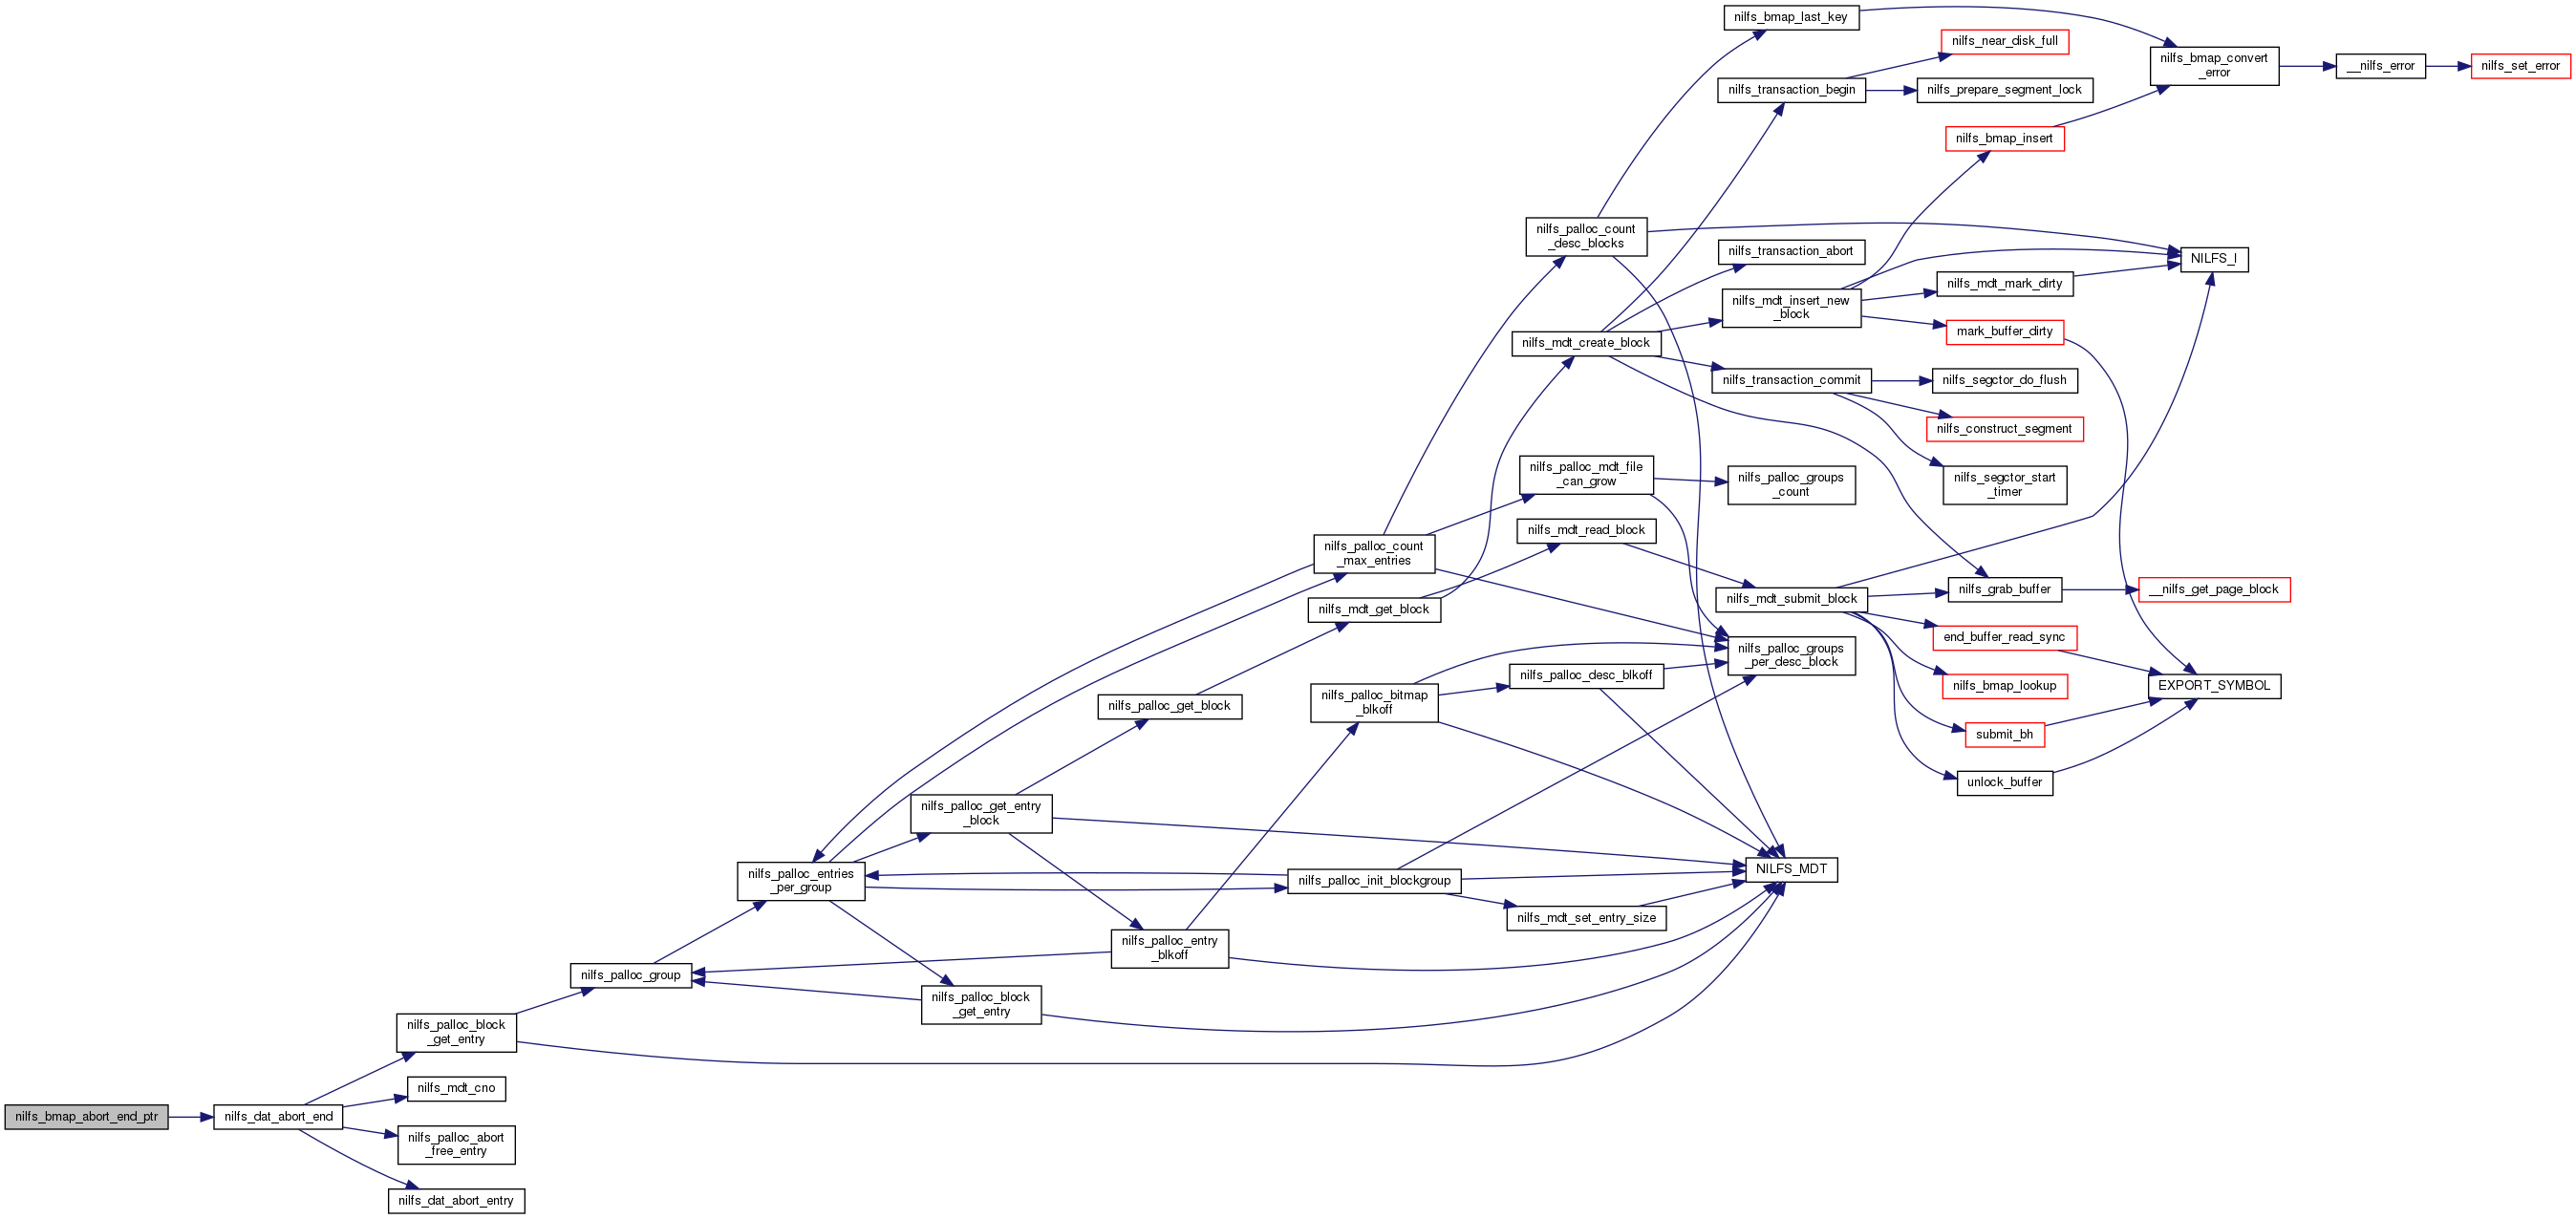 nilfs_bmap_last_key
nilfs_near_disk_full
nilfs_bmap_convert
_error
__nilfs_error
nilfs_set_error
nilfs_transaction_begin
nilfs_prepare_segment_lock
nilfs_bmap_insert
nilfs_palloc_count
_desc_blocks
nilfs_transaction_abort
NILFS_I
nilfs_mdt_insert_new
_block
nilfs_mdt_mark_dirty
nilfs_mdt_create_block
mark_buffer_dirty
nilfs_transaction_commit
nilfs_segctor_do_flush
nilfs_construct_segment
nilfs_palloc_mdt_file
_can_grow
nilfs_palloc_groups
_count
nilfs_segctor_start
_timer
nilfs_mdt_read_block
nilfs_palloc_count
_max_entries
nilfs_mdt_get_block
nilfs_mdt_submit_block
nilfs_grab_buffer
__nilfs_get_page_block
end_buffer_read_sync
nilfs_palloc_groups
_per_desc_block
nilfs_palloc_desc_blkoff
nilfs_bmap_lookup
EXPORT_SYMBOL
nilfs_palloc_get_block
nilfs_palloc_bitmap
_blkoff
submit_bh
unlock_buffer
nilfs_palloc_get_entry
_block
nilfs_palloc_entries
_per_group
nilfs_palloc_init_blockgroup
NILFS_MDT
nilfs_mdt_set_entry_size
nilfs_palloc_entry
_blkoff
nilfs_palloc_group
nilfs_palloc_block
_get_entry
nilfs_palloc_block
_get_entry
nilfs_mdt_cno
nilfs_bmap_abort_end_ptr
nilfs_dat_abort_end
nilfs_palloc_abort
_free_entry
nilfs_dat_abort_entry